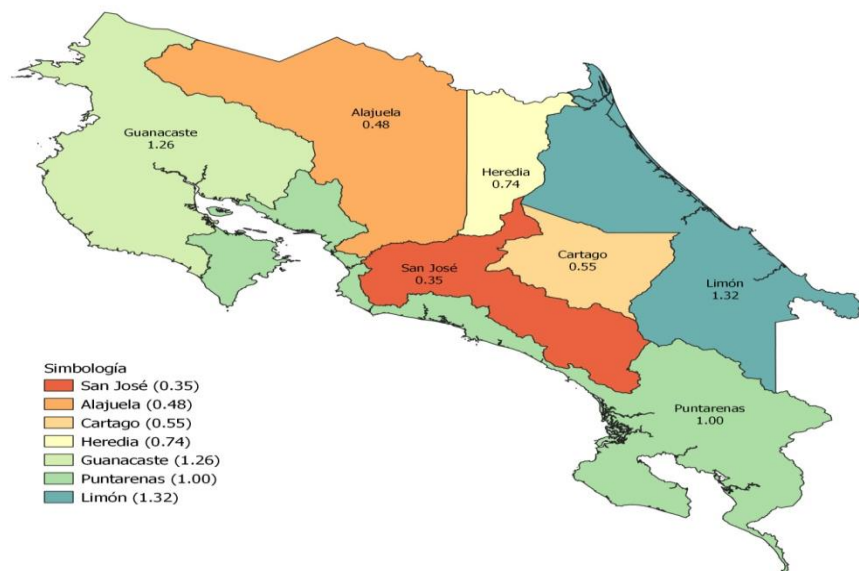 Alajuela
0.48
Guanacaste
1.26
Heredia
0.74
Cartago
0.55
San José
0.35
Limón
1.32
Puntarenas
1.00
Simbología
San José (0.35)
Alajuela (0.48)
Cartago (0.55)
Heredia (0.74)
Guanacaste (1.26)
Puntarenas (1.00)
Limón (1.32)